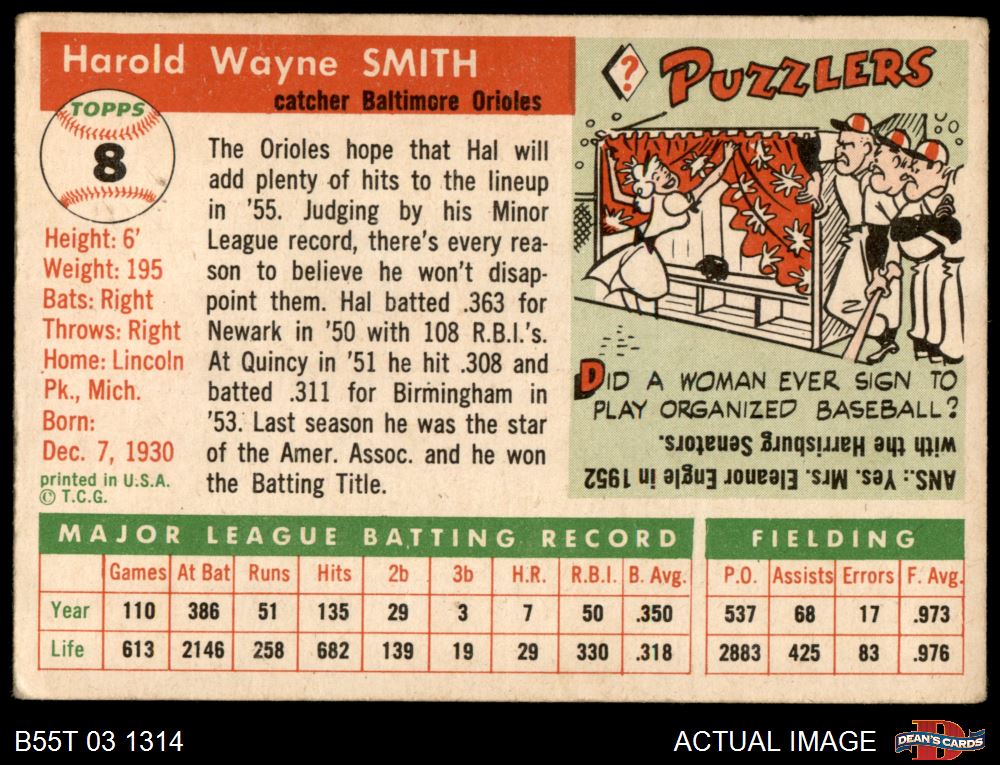 Harold Wayne SMITH
catcher Baltimore Orioles
TOPPS
8
Height: 6'
Weight: 195
Bats: Right
Throws: Right
Home: Lincoln
Pk., Mich.
Born:
Dec. 7, 1930
printed in U.S.A.
© T.C.G.
The Orioles hope that Hal will
add plenty of hits to the lineup
in '55. Judging by his Minor
League record, there's every rea-
son to believe he won't disap-
point them. Hal batted .363 for
Newark in '50 with 108 R.B.I.'s.
At Quincy in '51 he hit .308 and
batted .311 for Birmingham in
'53. Last season he was the star
of the Amer. Assoc. and he won
the Batting Title.
?
PUZZLERS
DID A WOMAN EVER SIGN TO
PLAY ORGANIZED BASEBALL?
ANS.: Yes. Mrs. Eleanor Engle in 1952
with the Harrisburg Senators.
MAJOR LEAGUE BATTING RECORD
Games At Bat Runs Hits 2b 3b H.R. R.B.I. B. Avg.
Year 110 386 51 135 29 3 7 50 .350
Life 613 2146 258 682 139 19 29 330 .318
FIELDING
P.O. Assists Errors F. Avg.
537 68 17 .973
2883 425 83 .976
B55T 03 1314
ACTUAL IMAGE
DEAN'S CARDS